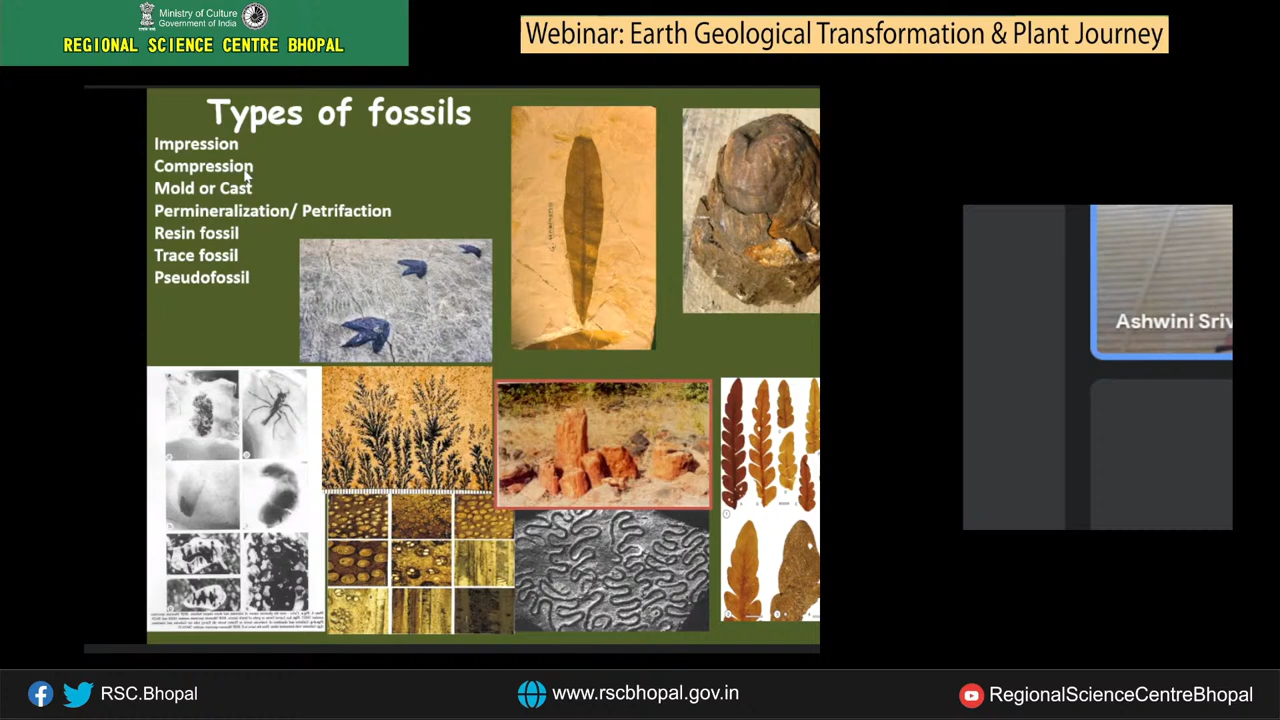 Ministry of Culture
Government of India
REGIONAL SCIENCE CENTRE BHOPAL
Webinar: Earth Geological Transformation & Plant Journey
Types of fossils
Impression
Compression
Mold or Cast
Permineralization/ Petrifaction
Resin fossil
Trace fossil
Pseudofossil
Ashwini Sriv
RSC.Bhopal
www.rscbhopal.gov.in
RegionalScienceCentreBhopal